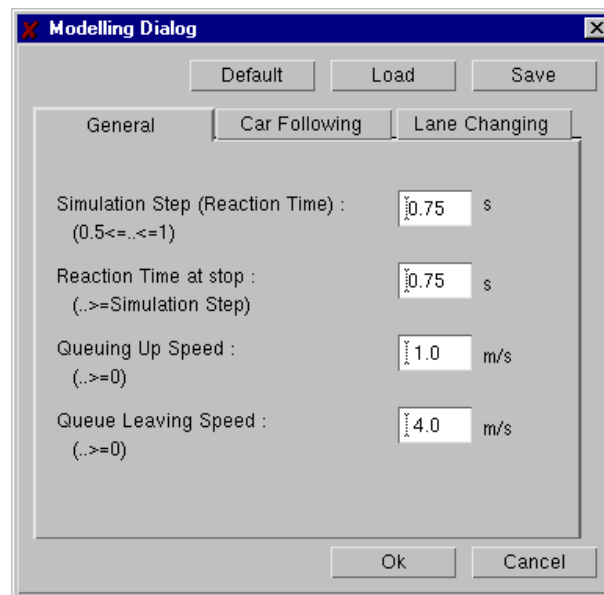 Modelling Dialog
Default Load Save
General Car Following Lane Changing
Simulation Step (Reaction Time) : 0.75 s
(0.5<=..<=1)
Reaction Time at stop : 0.75 s
(..>=Simulation Step)
Queuing Up Speed : 1.0 m/s
(..>=0)
Queue Leaving Speed : 4.0 m/s
(..>=0)
Ok Cancel